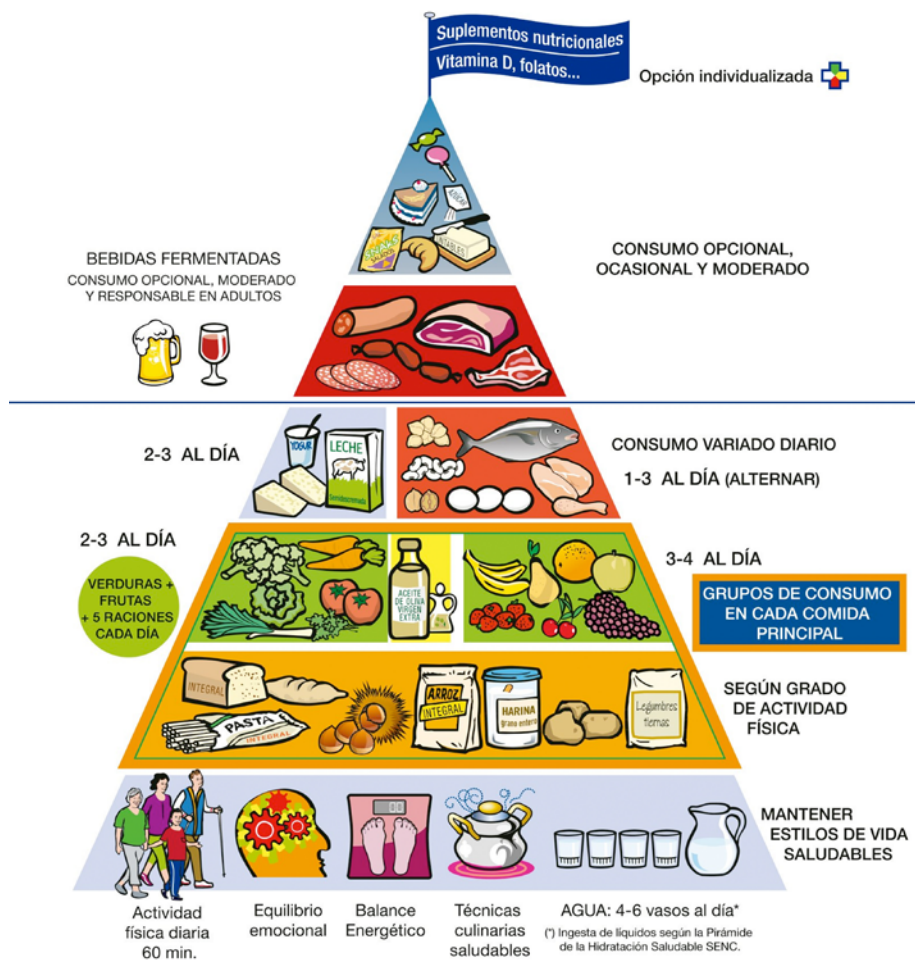 Suplementos nutricionales
Vitamina D, folatos...
Opción individualizada
AZÚCAR
UNTABLES
SNAKS
SALADOS
BEBIDAS FERMENTADAS
CONSUMO OPCIONAL, MODERADO
Y RESPONSABLE EN ADULTOS
CONSUMO OPCIONAL,
OCASIONAL Y MODERADO
2-3 AL DÍA
YOGUR
LECHE
Semidesnatada
CONSUMO VARIADO DIARIO
1-3 AL DÍA (ALTERNAR)
2-3 AL DÍA
VERDURAS +
FRUTAS
+ 5 RACIONES
CADA DÍA
ACEITE
DE OLIVA
VIRGEN
EXTRA
3-4 AL DÍA
GRUPOS DE CONSUMO
EN CADA COMIDA
PRINCIPAL
INTEGRAL
PASTA
INTEGRAL
ARROZ
INTEGRAL
HARINA
grano entero
Legumbres
tiernas
SEGÚN GRADO
DE ACTIVIDAD
FÍSICA
MANTENER
ESTILOS DE VIDA
SALUDABLES
Actividad
física diaria
60 min.
Equilibrio
emocional
Balance
Energético
Técnicas
culinarias
saludables
AGUA: 4-6 vasos al día*
(*) Ingesta de líquidos según la Pirámide
de la Hidratación Saludable SENC.